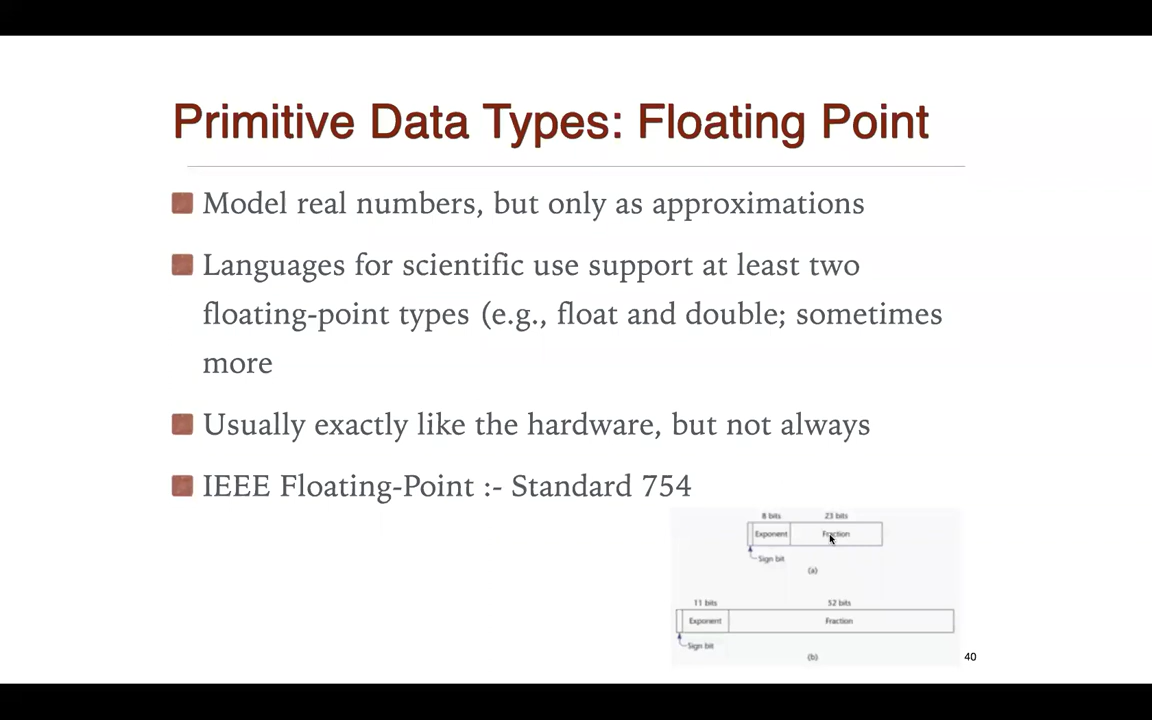 Primitive Data Types: Floating Point
Model real numbers, but only as approximations
Languages for scientific use support at least two
floating-point types (e.g., float and double; sometimes
more
Usually exactly like the hardware, but not always
IEEE Floating-Point :- Standard 754
8 bits 23 bits
Exponent Fraction
Sign bit
(a)
11 bits 52 bits
Exponent Fraction
Sign bit
(b)
40